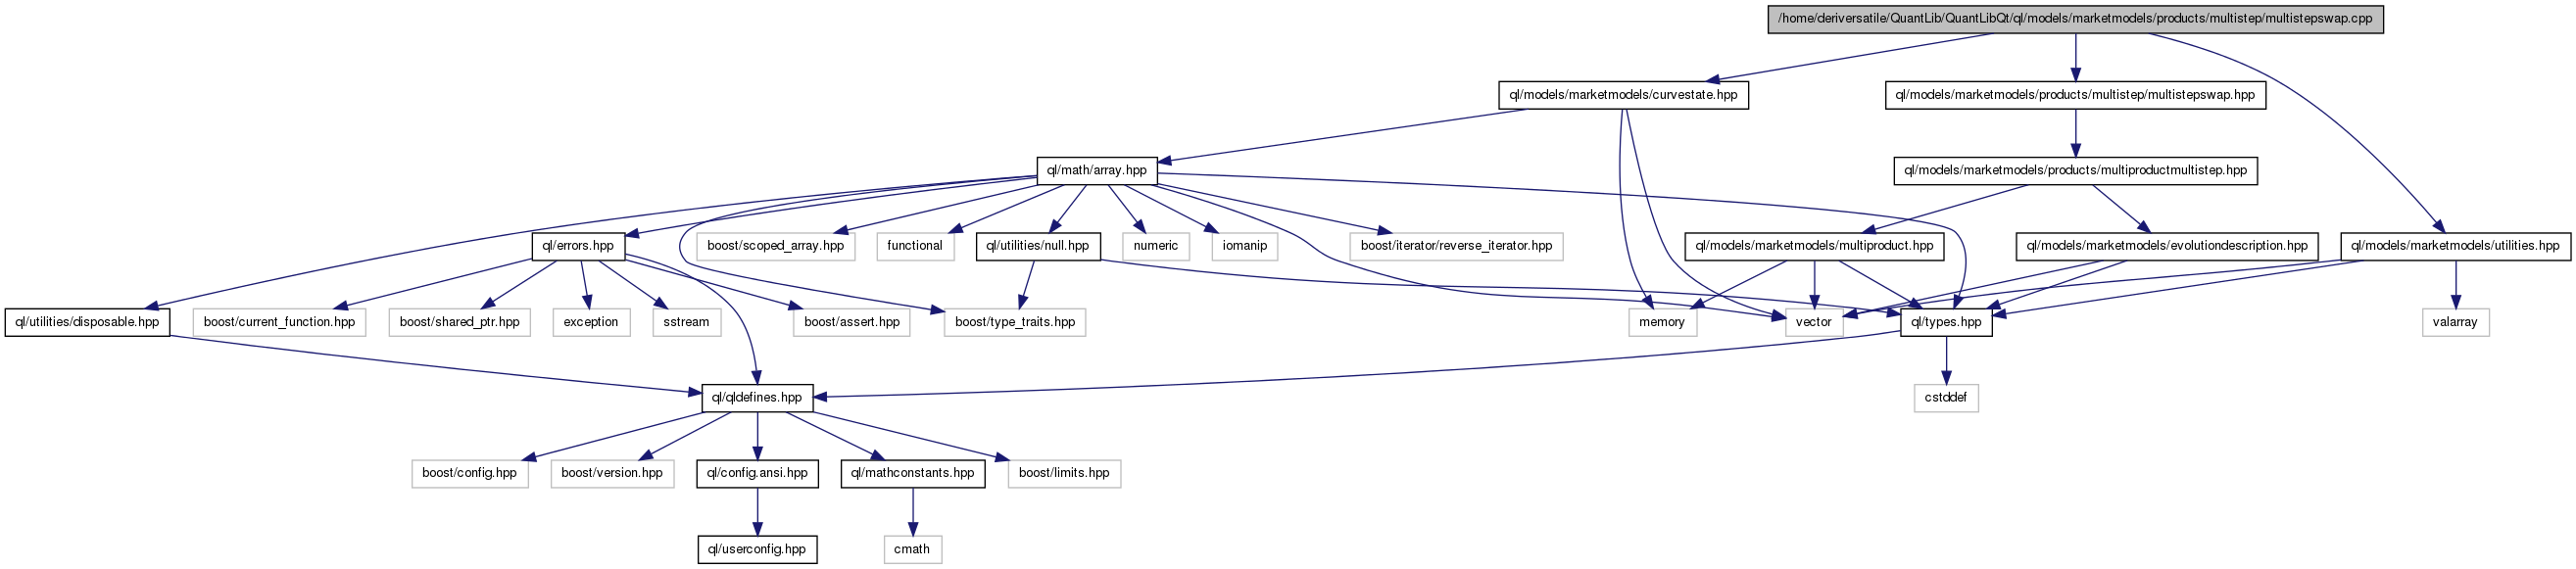 /home/deriversatile/QuantLib/QuantLibQt/ql/models/marketmodels/products/multistep/multistepswap.cpp
ql/models/marketmodels/curvestate.hpp
ql/models/marketmodels/products/multistep/multistepswap.hpp
ql/math/array.hpp
ql/models/marketmodels/products/multiproductmultistep.hpp
ql/errors.hpp
boost/scoped_array.hpp
functional
ql/utilities/null.hpp
numeric
iomanip
boost/iterator/reverse_iterator.hpp
ql/models/marketmodels/multiproduct.hpp
ql/models/marketmodels/evolutiondescription.hpp
ql/models/marketmodels/utilities.hpp
ql/utilities/disposable.hpp
boost/current_function.hpp
boost/shared_ptr.hpp
exception
sstream
boost/assert.hpp
boost/type_traits.hpp
memory
vector
ql/types.hpp
valarray
ql/qldefines.hpp
cstddef
boost/config.hpp
boost/version.hpp
ql/config.ansi.hpp
ql/mathconstants.hpp
boost/limits.hpp
ql/userconfig.hpp
cmath